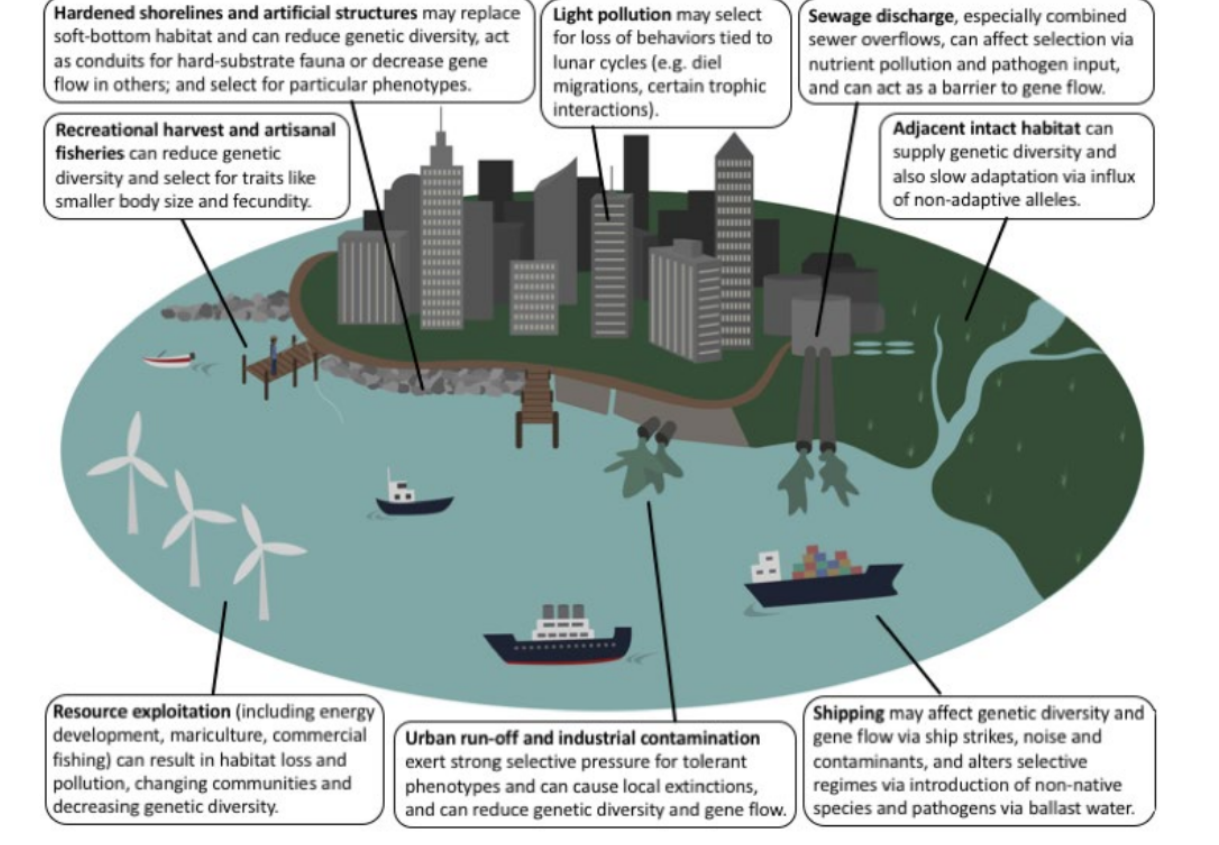 Hardened shorelines and artificial structures may replace
soft-bottom habitat and can reduce genetic diversity, act
as conduits for hard-substrate fauna or decrease gene
flow in others; and select for particular phenotypes.
Light pollution may select
for loss of behaviors tied to
lunar cycles (e.g. diel
migrations, certain trophic
interactions).
Sewage discharge, especially combined
sewer overflows, can affect selection via
nutrient pollution and pathogen input,
and can act as a barrier to gene flow.
Recreational harvest and artisanal
fisheries can reduce genetic
diversity and select for traits like
smaller body size and fecundity.
Adjacent intact habitat can
supply genetic diversity and
also slow adaptation via influx
of non-adaptive alleles.
Resource exploitation (including energy
development, mariculture, commercial
fishing) can result in habitat loss and
pollution, changing communities and
decreasing genetic diversity.
Urban run-off and industrial contamination
exert strong selective pressure for tolerant
phenotypes and can cause local extinctions,
and can reduce genetic diversity and gene flow.
Shipping may affect genetic diversity and
gene flow via ship strikes, noise and
contaminants, and alters selective
regimes via introduction of non-native
species and pathogens via ballast water.